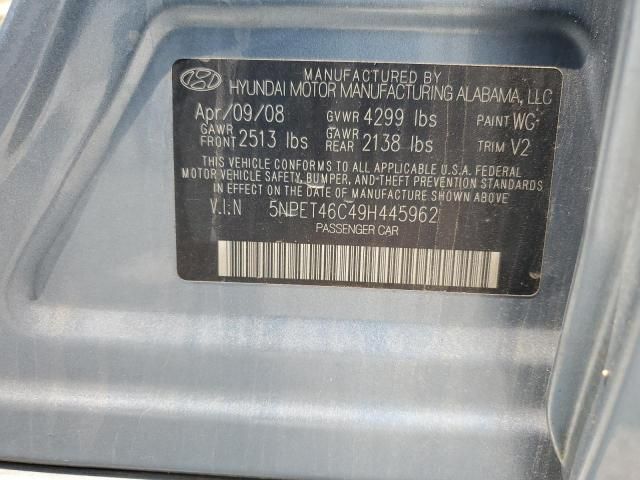 MANUFACTURED BY
HYUNDAI MOTOR MANUFACTURING ALABAMA, LLC
Apr/09/08 GVWR 4299 lbs PAINT WG
GAWR FRONT 2513 lbs GAWR REAR 2138 lbs TRIM V2
THIS VEHICLE CONFORMS TO ALL APPLICABLE U.S.A. FEDERAL
MOTOR VEHICLE SAFETY, BUMPER, AND THEFT-PREVENTION STANDARDS
IN EFFECT ON THE DATE OF MANUFACTURE SHOWN ABOVE
V.I.N 5NPET46C49H445962
PASSENGER CAR